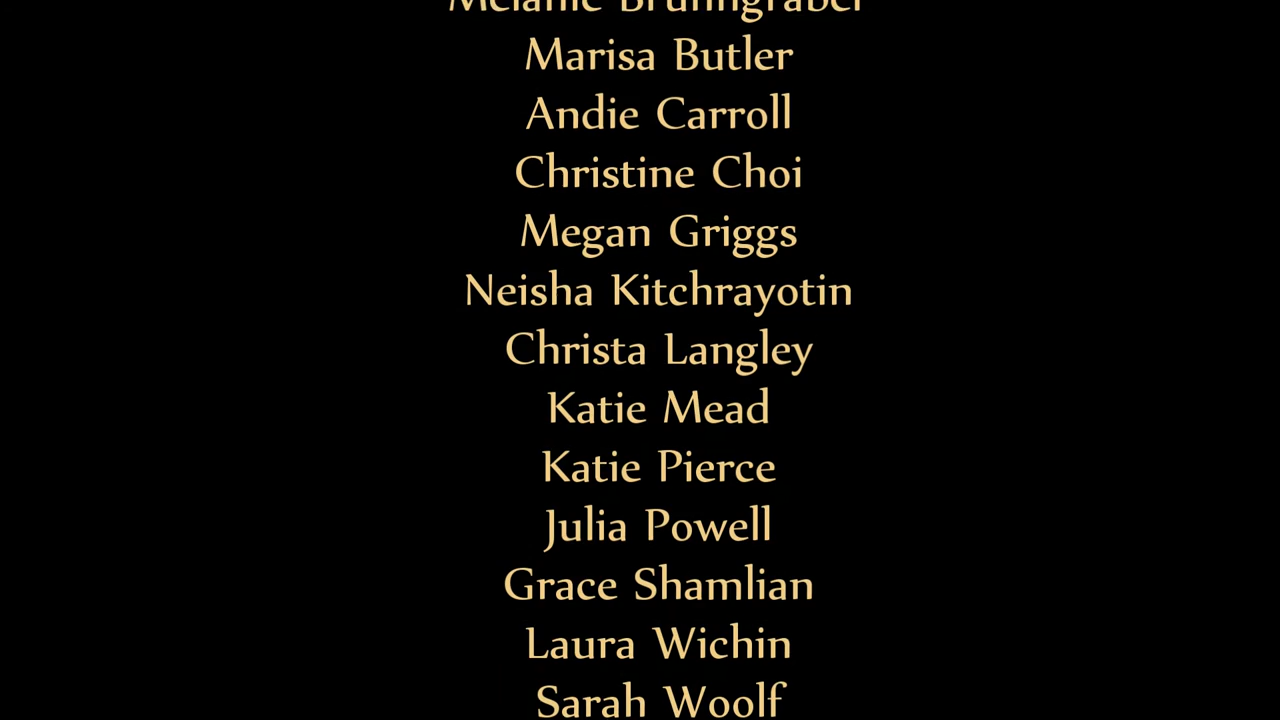 Melanie
Marisa Butler
Andie Carroll
Christine Choi
Megan Griggs
Neisha Kitchrayotin
Christa Langley
Katie Mead
Katie Pierce
Julia Powell
Grace Shamlian
Laura Wichin
Sarah Woolf